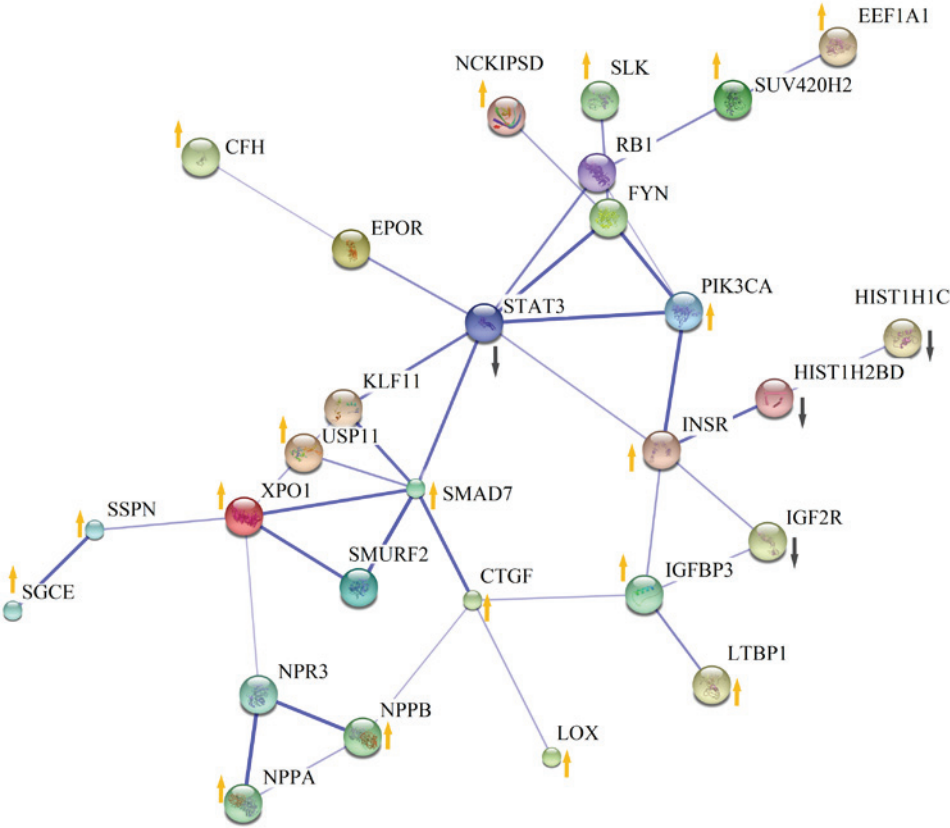 EEF1A1
NCKIPSD
SLK
SUV420H2
CFH
RB1
FYN
EPOR
PIK3CA
HIST1H1C
STAT3
HIST1H2BD
KLF11
USP11
INSR
XPO1
SMAD7
SSPN
IGF2R
SMURF2
CTGF
IGFBP3
SGCE
LTBP1
NPR3
NPPB
LOX
NPPA